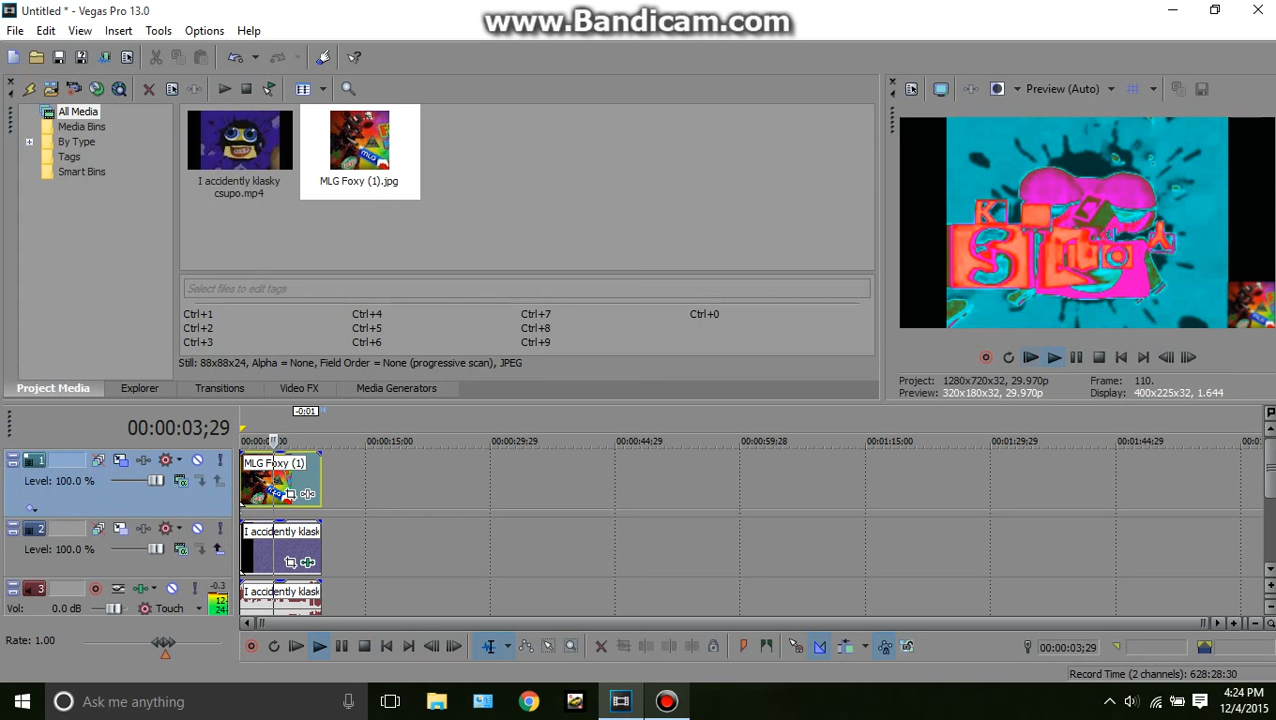 Untitled * - Vegas Pro 13.0
www.Bandicam.com
File Edit View Insert Tools Options Help
All Media
Media Bins
By Type
Tags
Smart Bins
I accidently klasky
csupo.mp4
MLG Foxy (1).jpg
Select files to edit tags
Ctrl+1 Ctrl+4 Ctrl+7 Ctrl+0
Ctrl+2 Ctrl+5 Ctrl+8
Ctrl+3 Ctrl+6 Ctrl+9
Still: 88x88x24, Alpha = None, Field Order = None (progressive scan), JPEG
Project Media Explorer Transitions Video FX Media Generators
Preview (Auto)
Project: 1280x720x32, 29.970p Frame: 110.
Preview: 320x180x32, 29.970p Display: 400x225x32, 1.644
-0;01
00:00:03;29
00:00:15;00 00:00:29;29 00:00:44;29 00:00:59;28 00:01:15;00 00:01:29;29 00:01:44;29
1
Level: 100.0 %
MLG Foxy (1)
2
Level: 100.0 %
I accidently klask
3
Vol: 0.0 dB Touch
-0.3
12
24
I accidently klask
Rate: 1.00
00:00:03;29
Record Time (2 channels): 628:28:30
Ask me anything
4:24 PM
12/4/2015